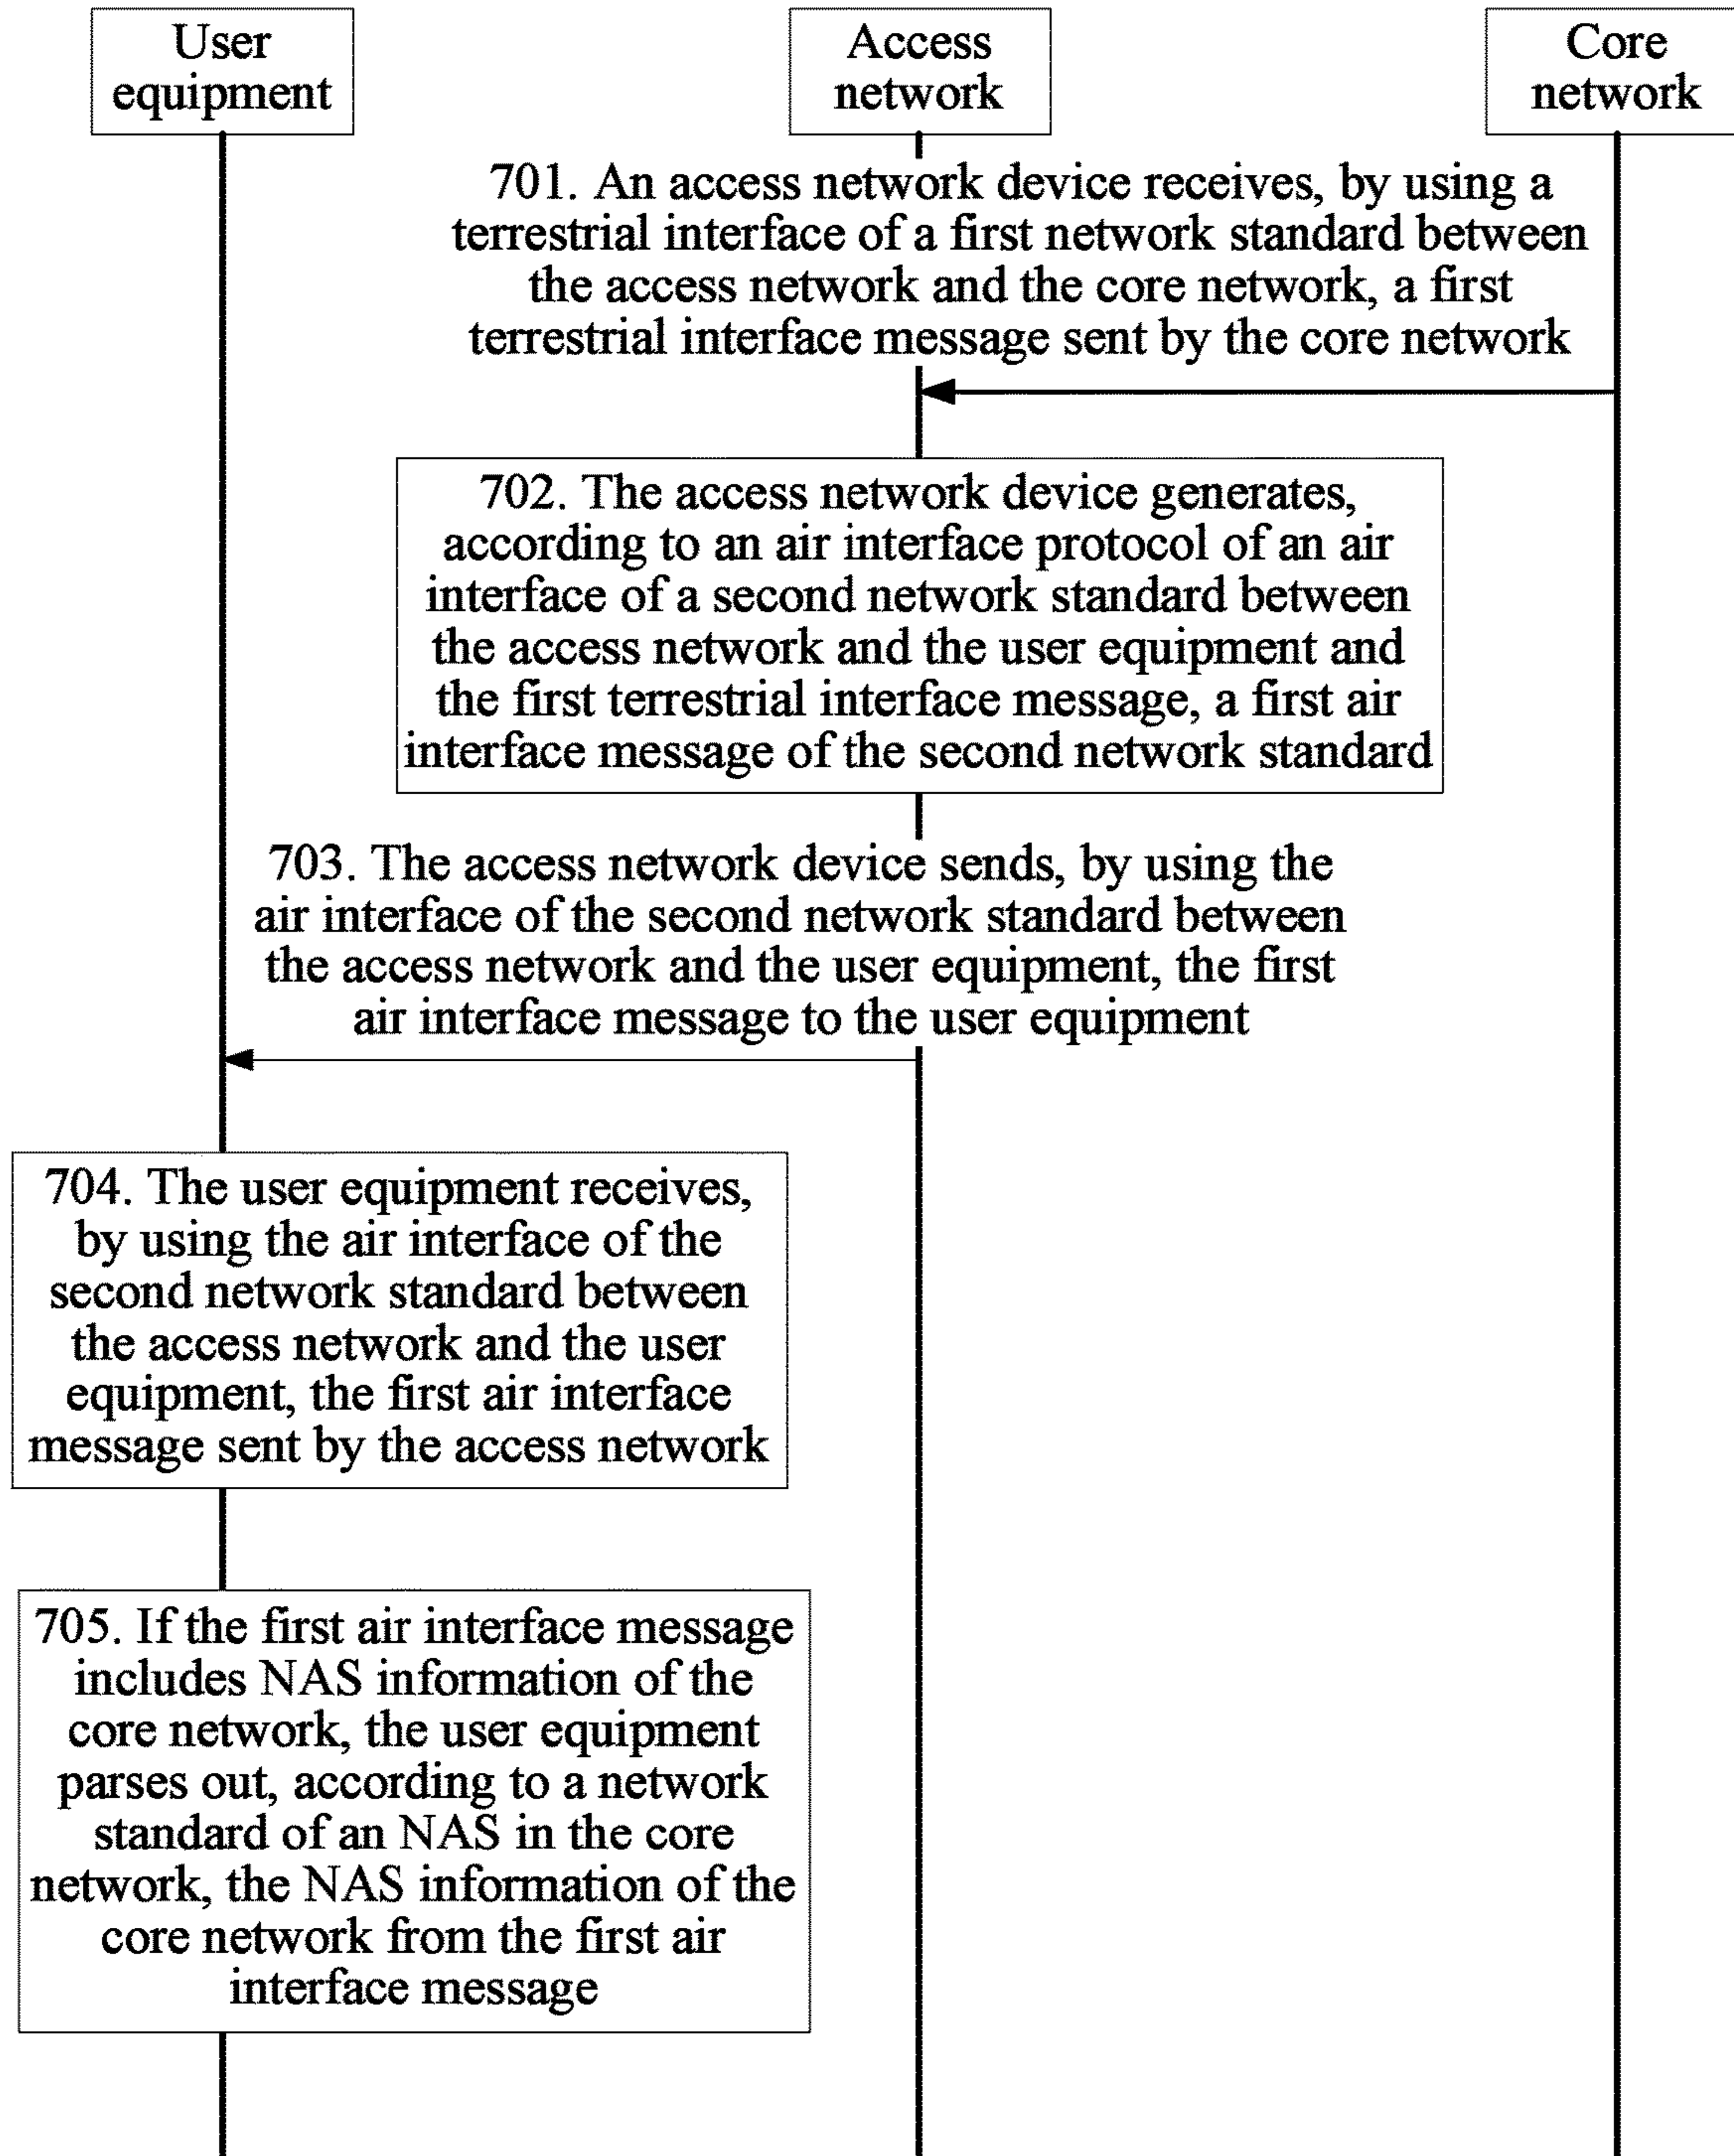 User
equipment
Access
network
Core
network
701. An access network device receives, by using a
terrestrial interface of a first network standard between
the access network and the core network, a first
terrestrial interface message sent by the core network
702. The access network device generates,
according to an air interface protocol of an air
interface of a second network standard between
the access network and the user equipment and
the first terrestrial interface message, a first air
interface message of the second network standard
703. The access network device sends, by using the
air interface of the second network standard between
the access network and the user equipment, the first
air interface message to the user equipment
704. The user equipment receives,
by using the air interface of the
second network standard between
the access network and the user
equipment, the first air interface
message sent by the access network
705. If the first air interface message
includes NAS information of the
core network, the user equipment
parses out, according to a network
standard of an NAS in the core
network, the NAS information of the
core network from the first air
interface message